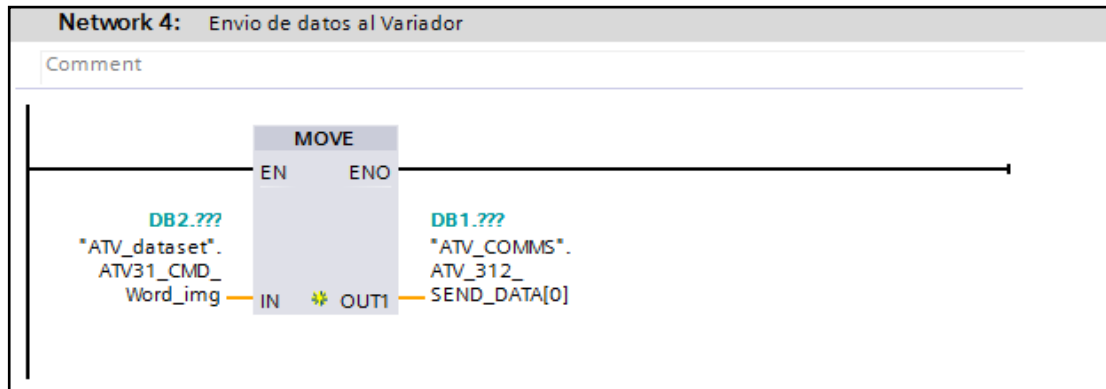 Network 4: Envio de datos al Variador
Comment
MOVE
EN ENO
DB2.???
"ATV_dataset".
ATV31_CMD_
Word_img
IN OUT1
DB1.???
"ATV_COMMS".
ATV_312_
SEND_DATA[0]